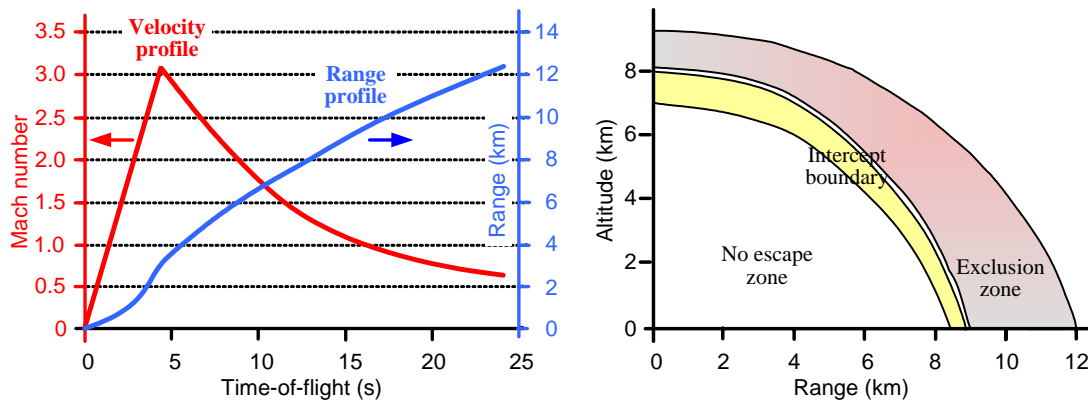 3.5
3.0
2.5
2.0
1.5
1.0
0.5
0
Mach number
Velocity
profile
Range
profile
14
12
10
8
6
4
2
0
Range (km)
0
5
10
15
20
25
Time-of-flight (s)
8
6
4
2
0
Altitude (km)
Intercept
boundary
No escape
zone
Exclusion
zone
0
2
4
6
8
10
12
Range (km)